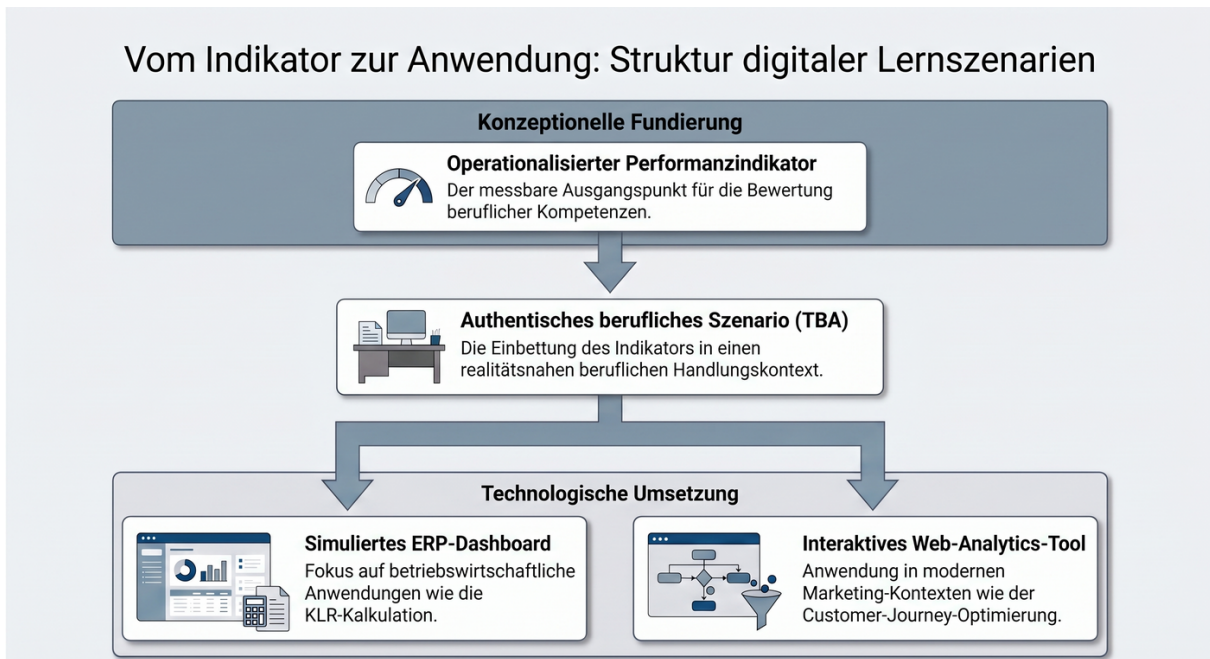 Vom Indikator zur Anwendung: Struktur digitaler Lernszenarien
Konzeptionelle Fundierung
Operationalisierter Performanzindikator
Der messbare Ausgangspunkt für die Bewertung
beruflicher Kompetenzen.
Authentisches berufliches Szenario (TBA)
Die Einbettung des Indikators in einen
realitätsnahen beruflichen Handlungskontext.
Technologische Umsetzung
Simuliertes ERP-Dashboard
Fokus auf betriebswirtschaftliche
Anwendungen wie die
KLR-Kalkulation.
Interaktives Web-Analytics-Tool
Anwendung in modernen
Marketing-Kontexten wie der
Customer-Journey-Optimierung.